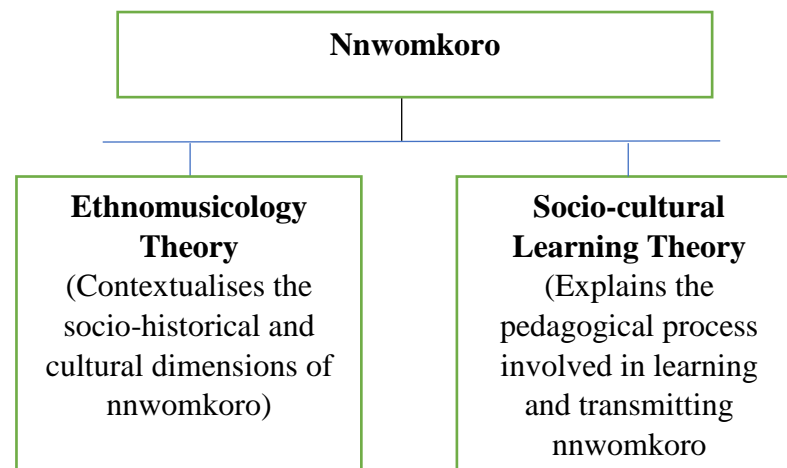 Nnwomkoro
Ethnomusicology
Theory
(Contextualises the
socio-historical and
cultural dimensions of
nnwomkoro)
Socio-cultural
Learning Theory
(Explains the
pedagogical process
involved in learning
and transmitting
nnwomkoro